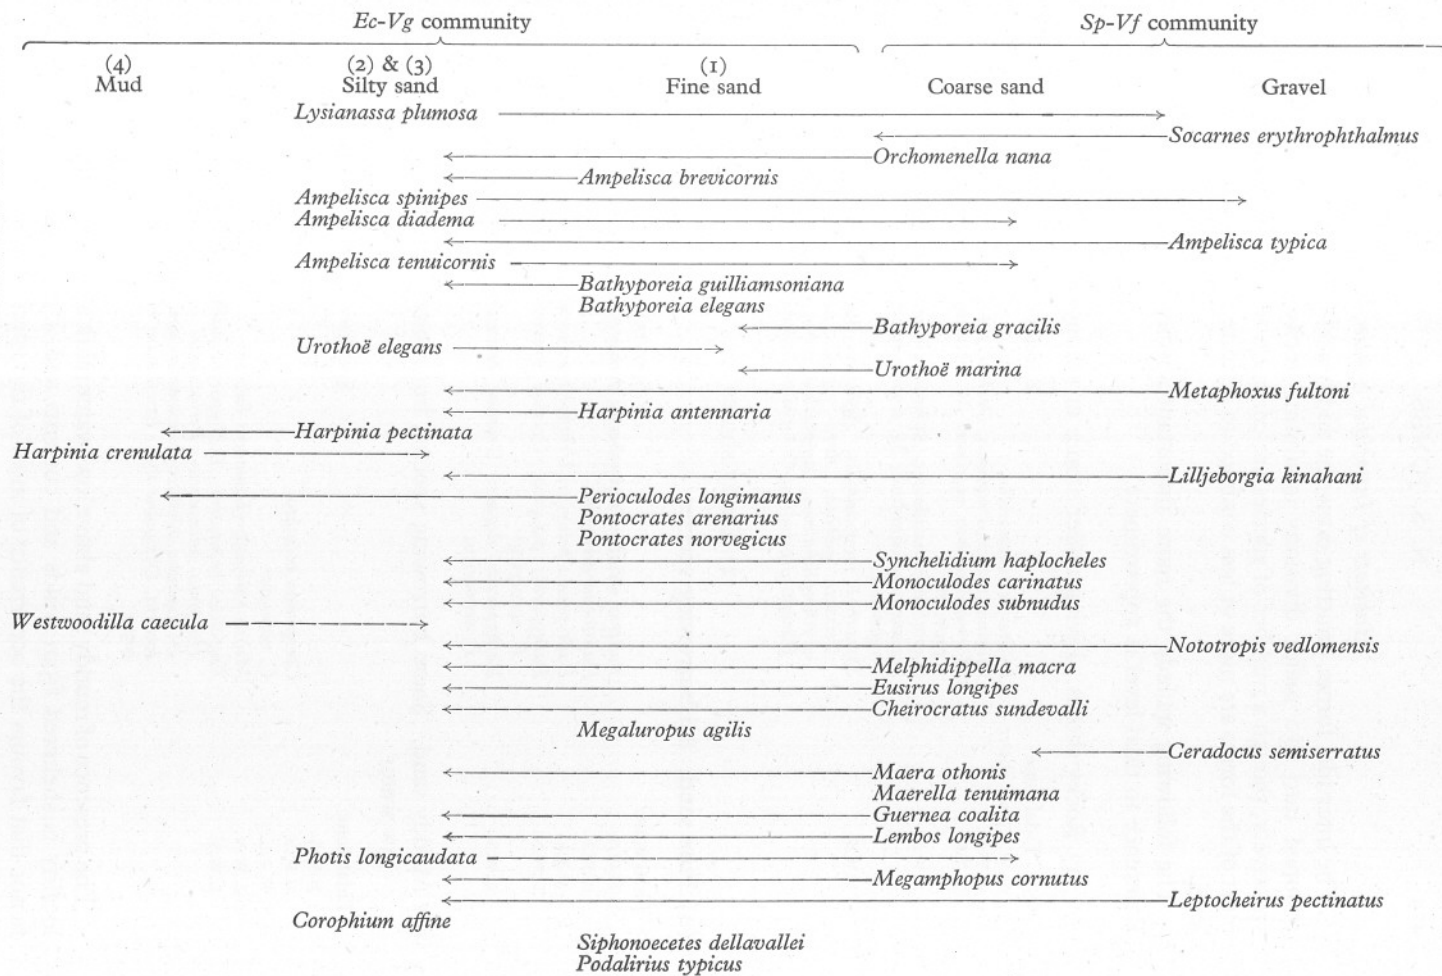 Ec-Vg community Sp-Vf community
(4) (2) & (3) (1)
Mud Silty sand Fine sand Coarse sand Gravel
Lysianassa plumosa
Socarnes erythrophthalmus
Orchomenella nana
Ampelisca brevicornis
Ampelisca spinipes
Ampelisca diadema
Ampelisca typica
Ampelisca tenuicornis
Bathyporeia guilliamsoniana
Bathyporeia elegans
Bathyporeia gracilis
Urothoë elegans
Urothoë marina
Metaphoxus fultoni
Harpinia antennaria
Harpinia pectinata
Harpinia crenulata
Lilljeborgia kinahani
Perioculodes longimanus
Pontocrates arenarius
Pontocrates norvegicus
Synchelidium haplocheles
Monoculodes carinatus
Monoculodes subnudus
Westwoodilla caecula
Nototropis vedlomensis
Melphidippella macra
Eusirus longipes
Cheirocratus sundevalli
Megaluropus agilis
Ceradocus semiserratus
Maera othonis
Maerella tenuimana
Guernea coalita
Lembos longipes
Photis longicaudata
Megamphopus cornutus
Leptocheirus pectinatus
Corophium affine
Siphonoecetes dellavallei
Podalirius typicus